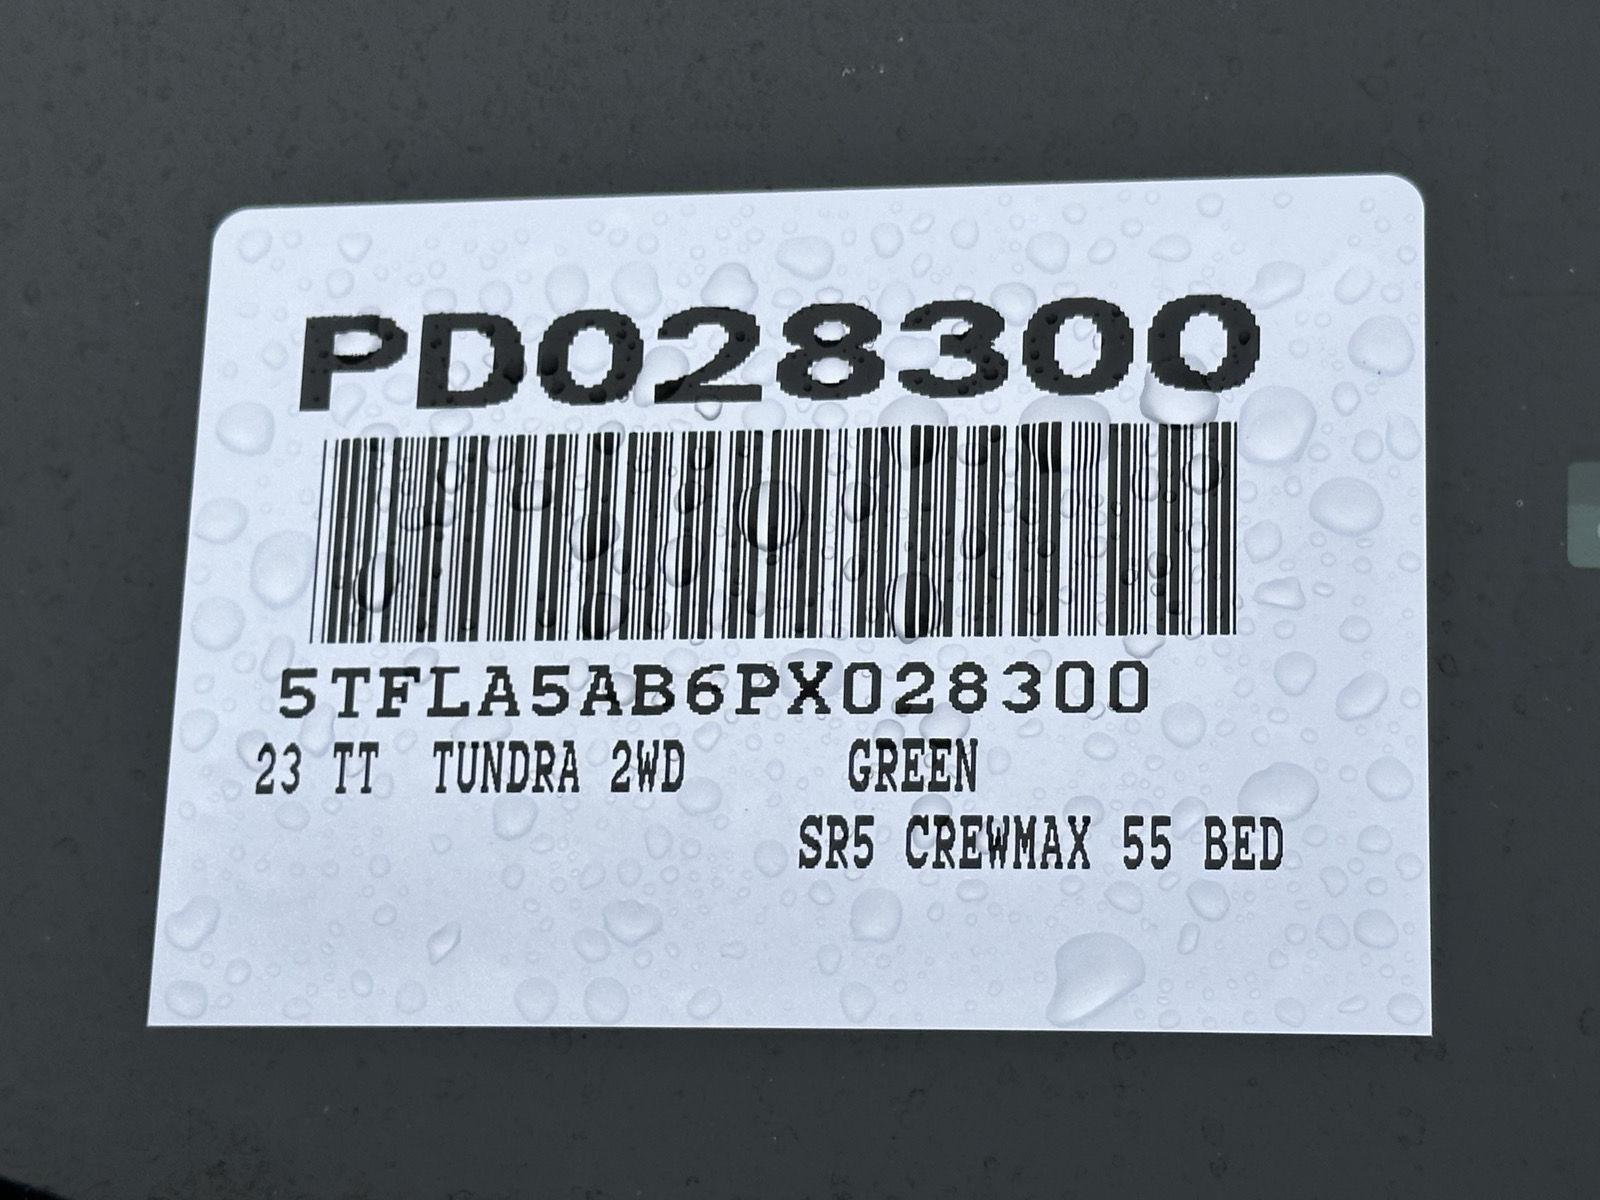 PD028300
5TFLA5AB6PX028300
23 TT TUNDRA 2WD GREEN
SR5 CREWMAX 55 BED